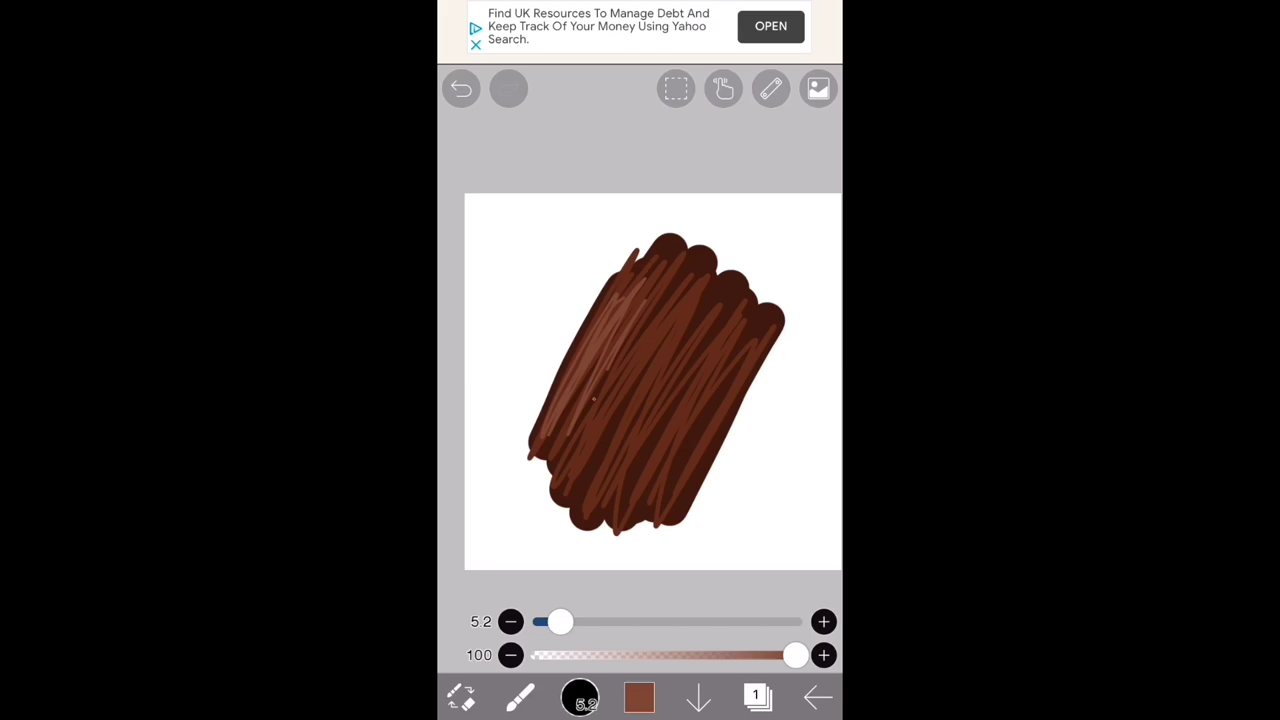 Find UK Resources To Manage Debt And
Keep Track Of Your Money Using Yahoo
Search.
OPEN
5.2
100
5.2
1